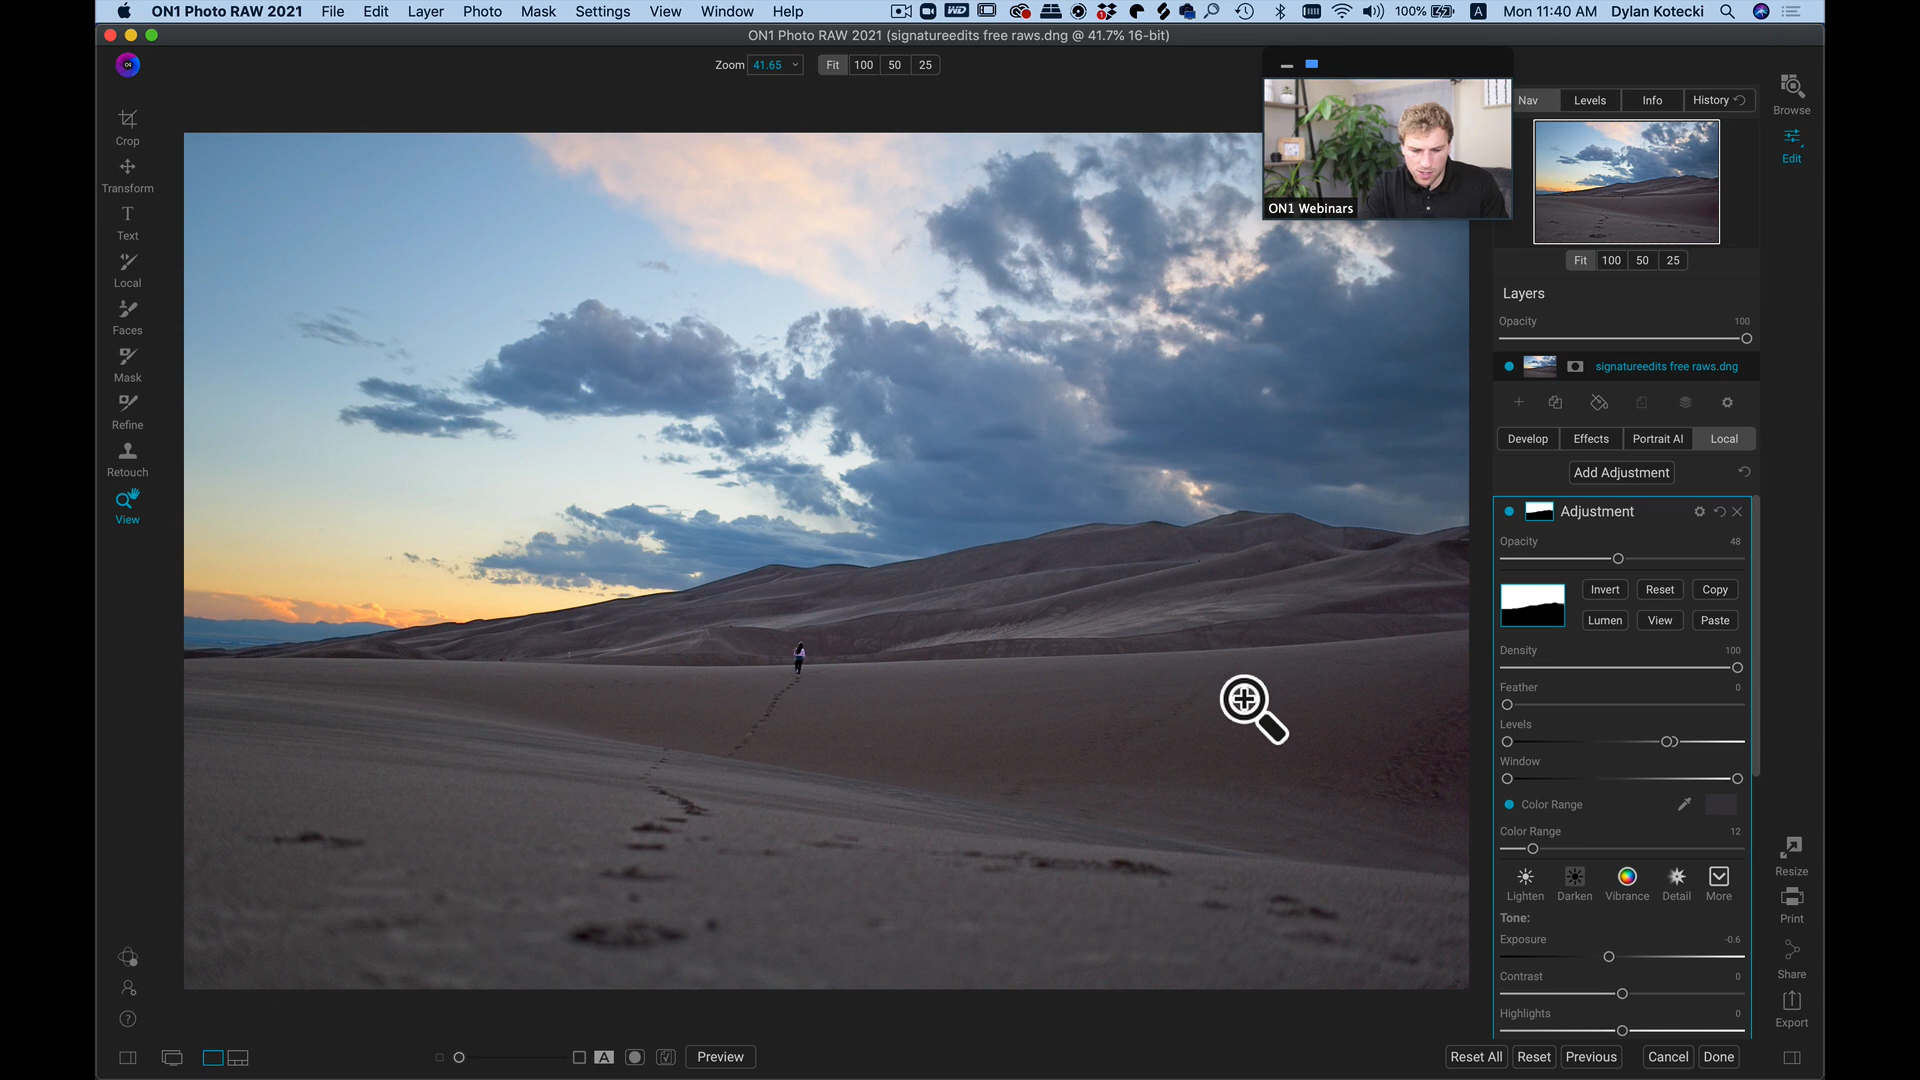 ON1 Photo RAW 2021 File Edit Layer Photo Mask Settings View Window Help 100% A Mon 11:40 AM Dylan Kotecki
ON1 Photo RAW 2021 (signatureedits free raws.dng @ 41.7% 16-bit)
Zoom 41.65 Fit 100 50 25
Crop
Transform
Text
Local
Faces
Mask
Refine
Retouch
View
ON1 Webinars
Nav Levels Info History
Browse
Edit
Fit 100 50 25
Layers
Opacity 100
signatureedits free raws.dng
Develop Effects Portrait AI Local
Add Adjustment
Adjustment
Opacity 48
Invert Reset Copy
Lumen View Paste
Density 100
Feather 0
Levels
Window
Color Range
Color Range 12
Lighten Darken Vibrance Detail More
Tone:
Exposure -0.6
Contrast 0
Highlights 0
Resize
Print
Share
Export
A Preview
Reset All Reset Previous Cancel Done